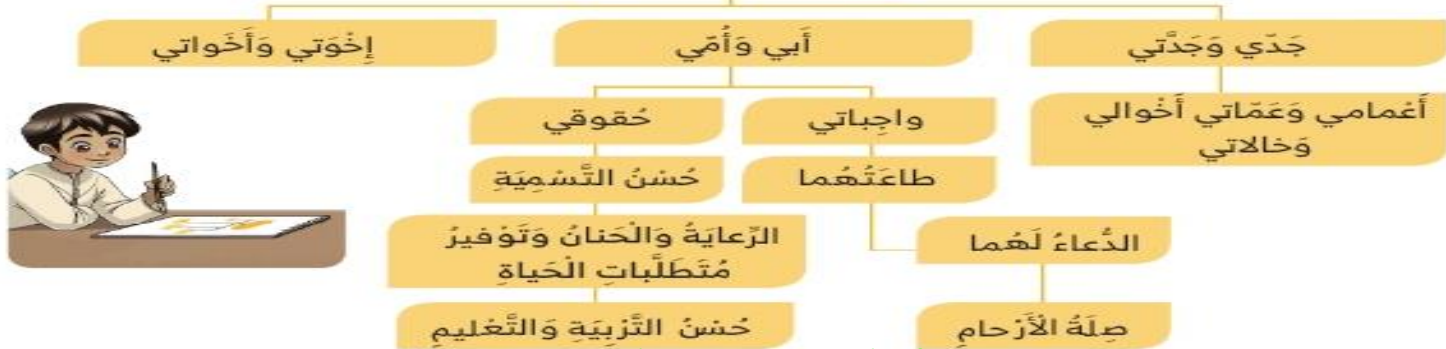 جَدّي وَجَدَّتي
أَبي وَأُمّي
إِخْوَتي وَأَخَواتي
أَعْمامي وَعَمّاتي أَخْوالي
وَخالاتي
واجِباتي
حُقوقي
طاعَتُهُما
حُسْنُ التَّسْمِيَةِ
الدُّعاءُ لَهُما
الرِّعايَةُ وَالْحَنانُ وَتَوْفيرُ
مُتَطَلَّباتِ الْحَياةِ
صِلَةُ الْأَرْحامِ
حُسْنُ التَّرْبِيَةِ وَالتَّعْليمِ